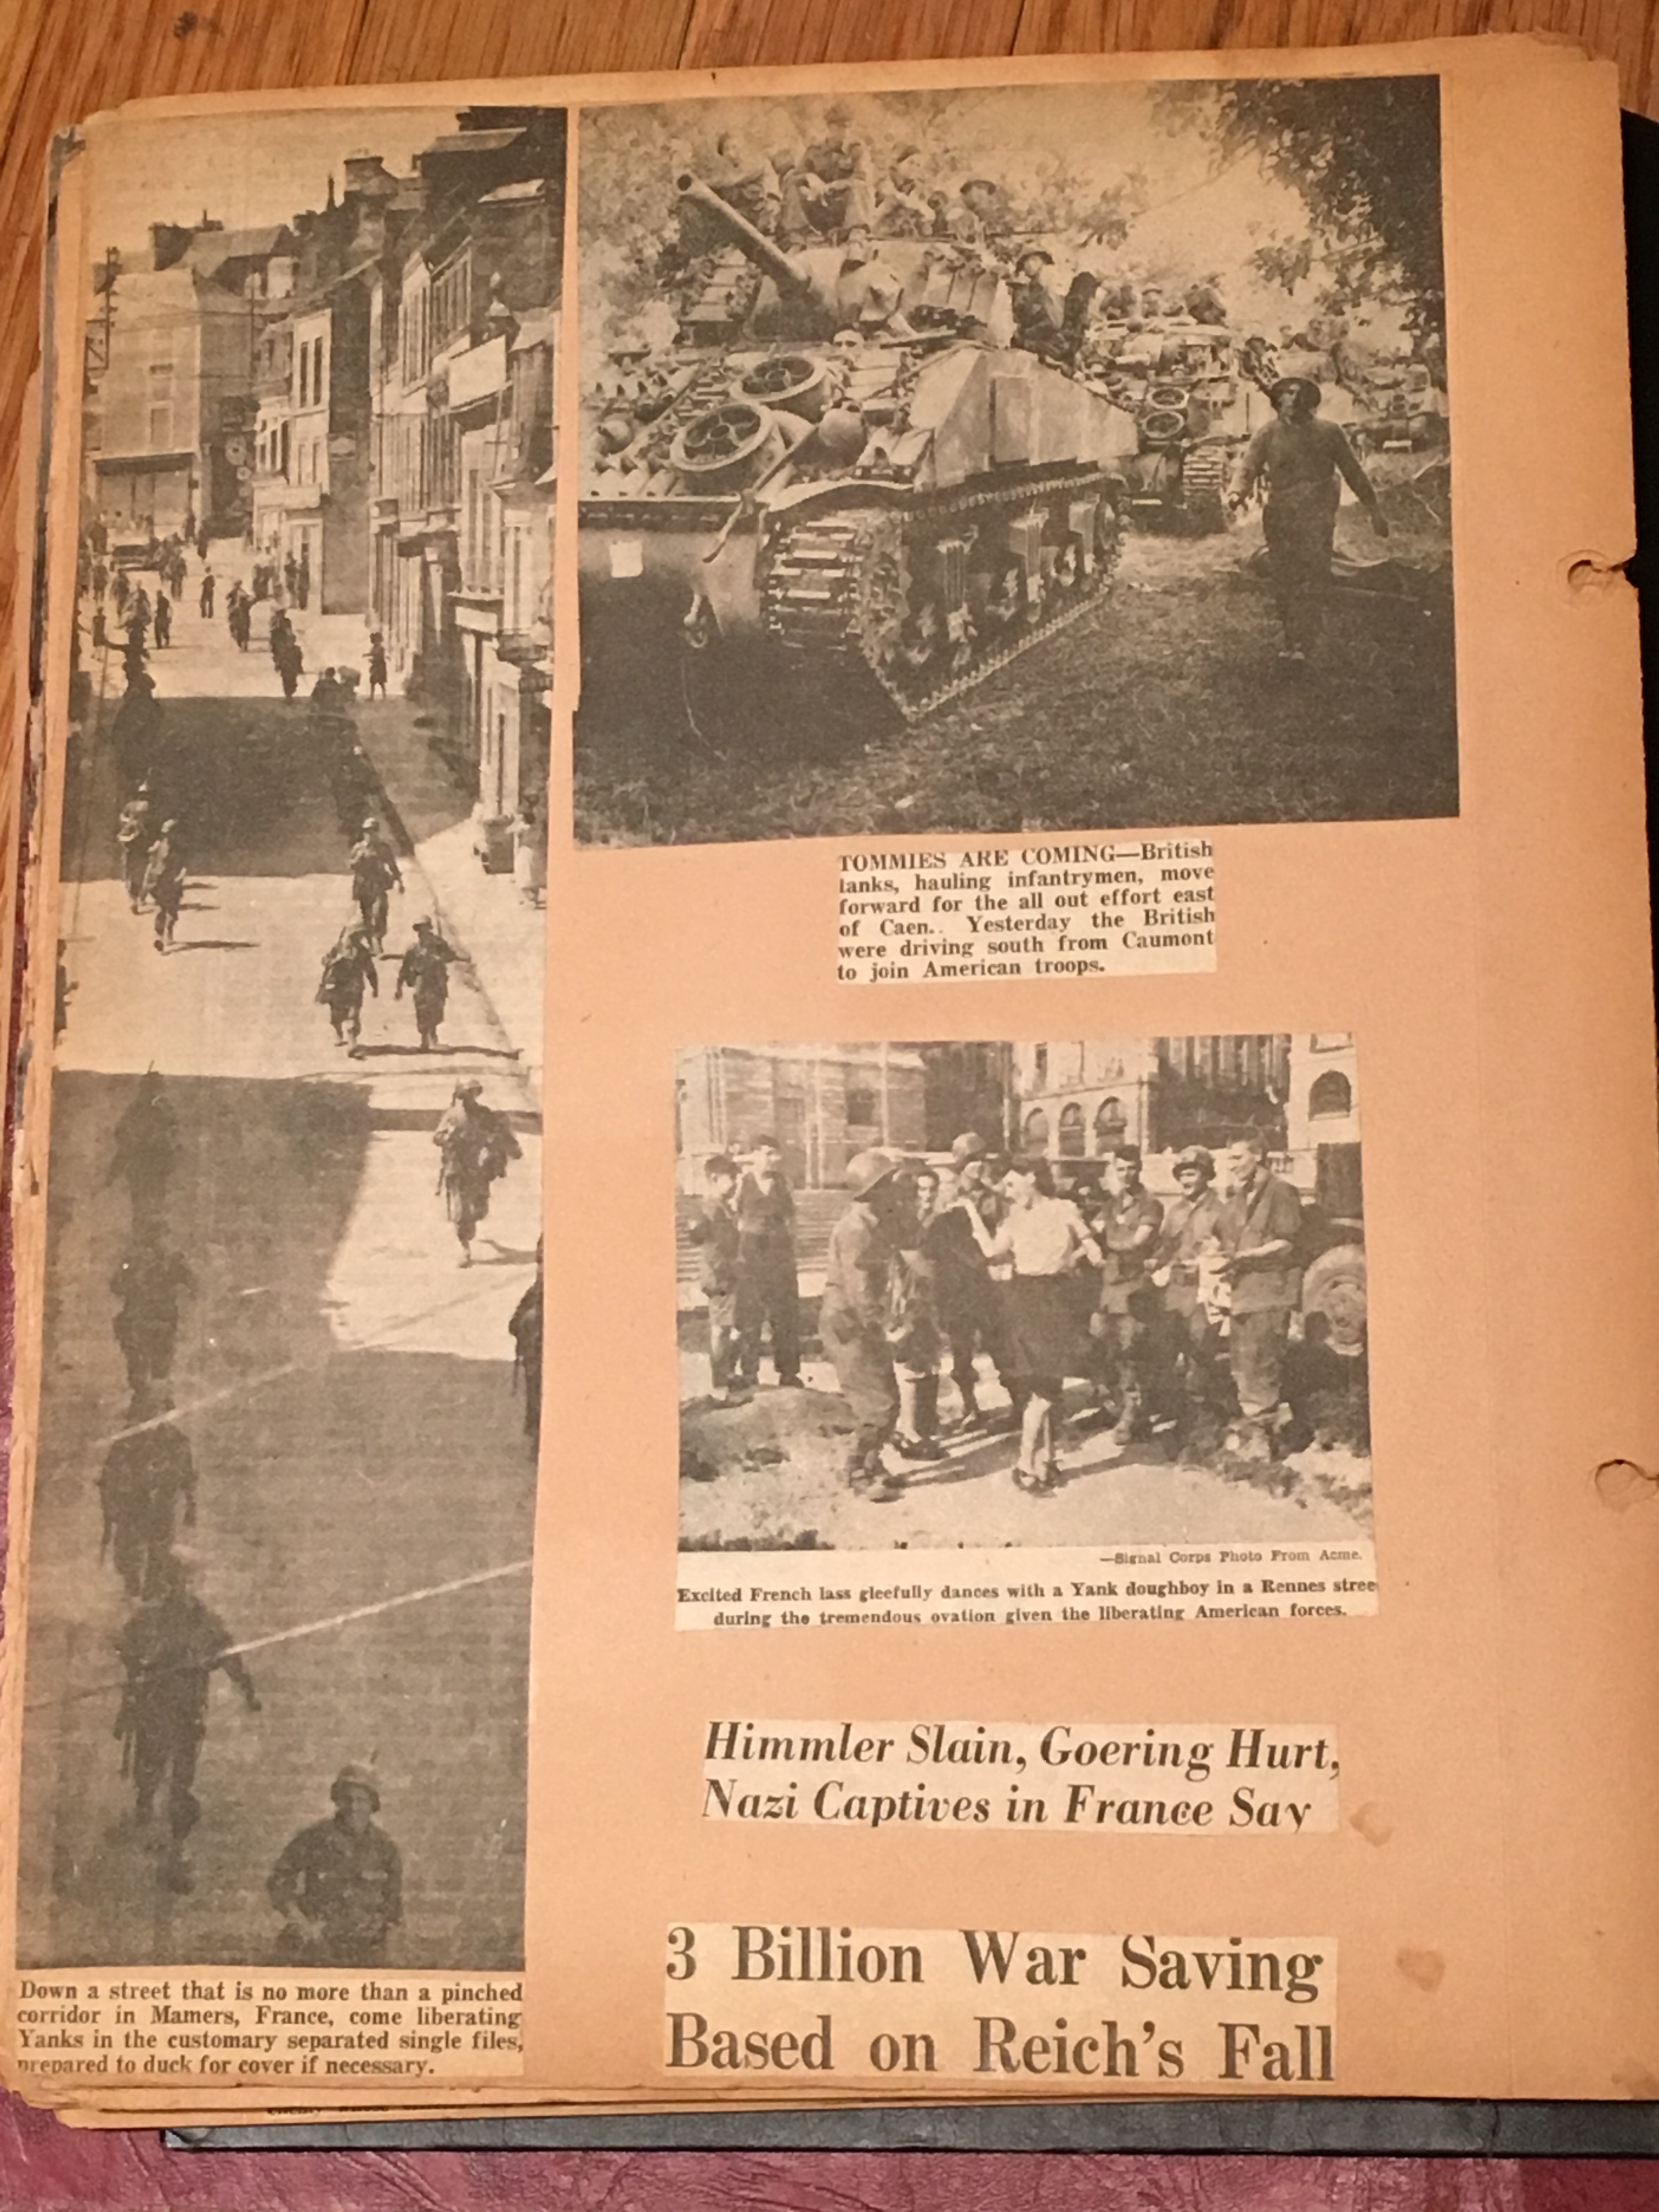 TOMMIES ARE COMING—British
tanks, hauling infantrymen, move
forward for the all out effort east
of Caen.. Yesterday the British
were driving south from Caumont
to join American troops.
—Signal Corps Photo From Acme.
Excited French lass gleefully dances with a Yank doughboy in a Rennes stree
during the tremendous ovation given the liberating American forces.
Himmler Slain, Goering Hurt,
Nazi Captives in France Say
3 Billion War Saving
Based on Reich's Fall
Down a street that is no more than a pinched
corridor in Mamers, France, come liberating
Yanks in the customary separated single files,
prepared to duck for cover if necessary.